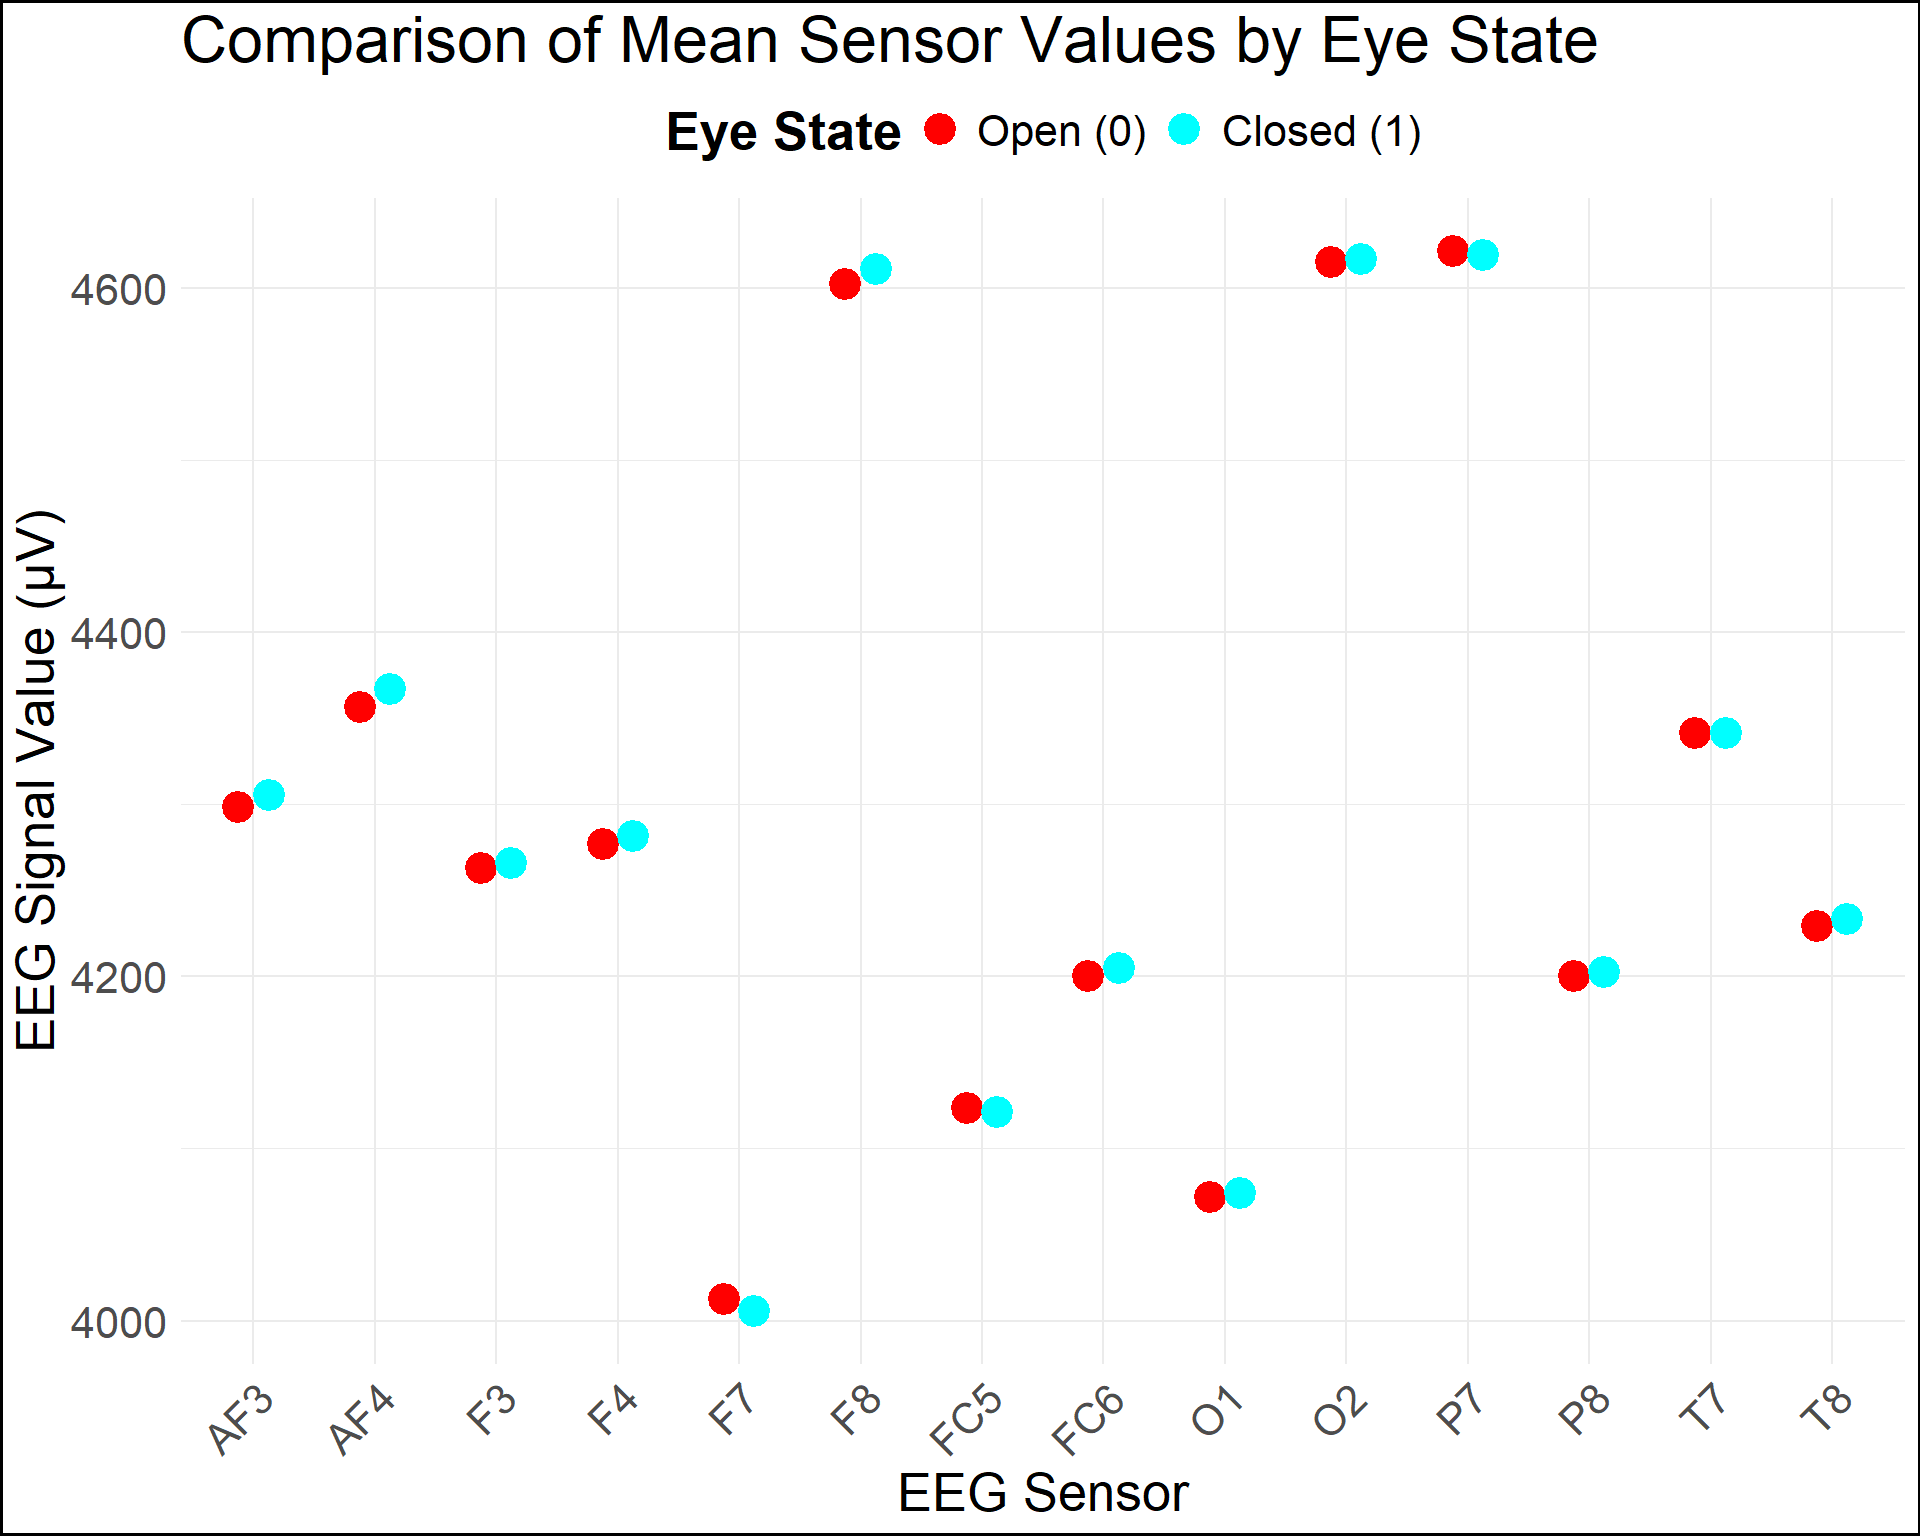 Comparison of Mean Sensor Values by Eye State
Eye State Open (0) Closed (1)
EEG Signal Value (µV)
4600
4400
4200
4000
AF3 AF4 F3 F4 F7 F8 FC5 FC6 O1 O2 P7 P8 T7 T8
EEG Sensor